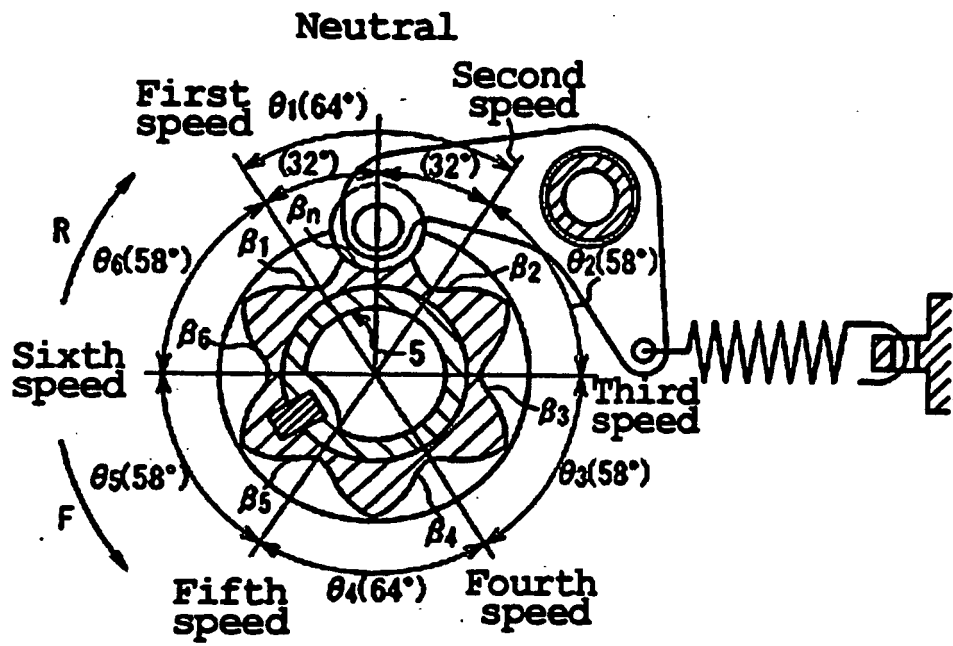 Neutral
First
speed
θ1(64°)
Second
speed
(32°)
(32°)
R
βn
β1
β2
θ6(58°)
θ2(58°)
β6
5
Sixth
speed
Third
speed
β3
θ5(58°)
θ3(58°)
β5
β4
F
θ4(64°)
Fifth
speed
Fourth
speed